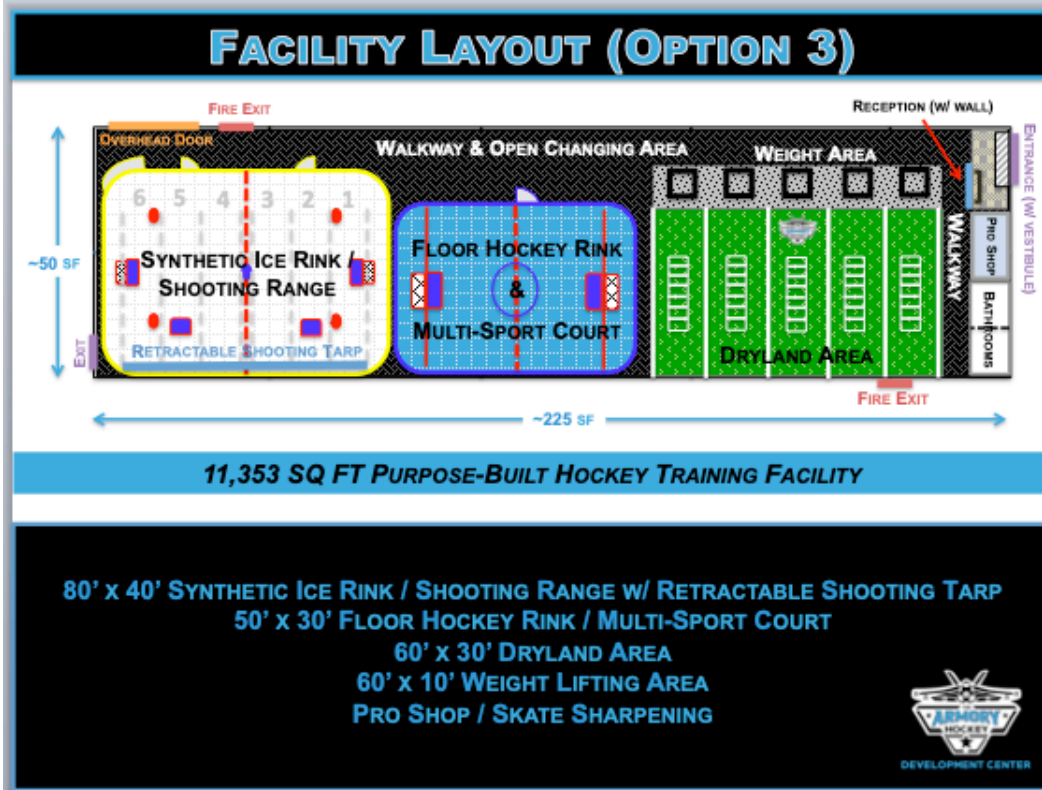 FACILITY LAYOUT (OPTION 3)
RECEPTION (W/ WALL)
FIRE EXIT
OVERHEAD DOOR
WALKWAY & OPEN CHANGING AREA
WEIGHT AREA
ENTRANCE (W/ VESTIBULE)
6 5 4 3 2 1
~50 SF
SYNTHETIC ICE RINK /
SHOOTING RANGE
FLOOR HOCKEY RINK
&
MULTI-SPORT COURT
WALKWAY
PRO SHOP
BATHROOMS
RETRACTABLE SHOOTING TARP
DRYLAND AREA
EXIT
FIRE EXIT
~225 SF
11,353 SQ FT PURPOSE-BUILT HOCKEY TRAINING FACILITY
80' X 40' SYNTHETIC ICE RINK / SHOOTING RANGE W/ RETRACTABLE SHOOTING TARP
50' X 30' FLOOR HOCKEY RINK / MULTI-SPORT COURT
60' X 30' DRYLAND AREA
60' X 10' WEIGHT LIFTING AREA
PRO SHOP / SKATE SHARPENING
ARMORY
HOCKEY
DEVELOPMENT CENTER